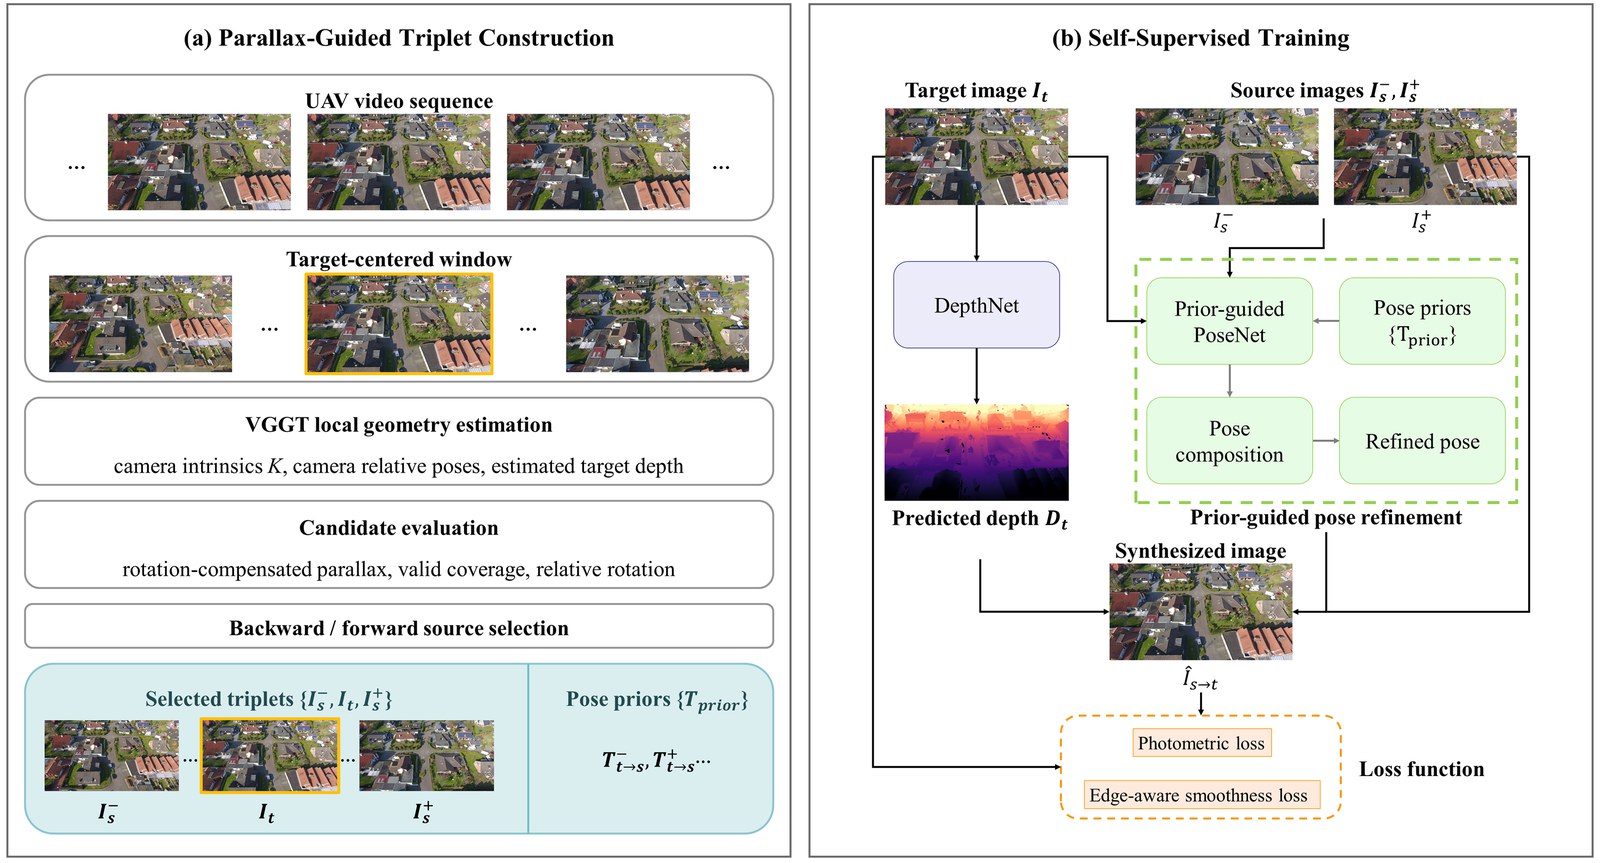 (a) Parallax-Guided Triplet Construction
UAV video sequence
... ...
Target-centered window
... ...
VGGT local geometry estimation
camera intrinsics K, camera relative poses, estimated target depth
Candidate evaluation
rotation-compensated parallax, valid coverage, relative rotation
Backward / forward source selection
Selected triplets {I_s^-, I_t, I_s^+}
... ...
I_s^- I_t I_s^+
Pose priors {T_prior}
T_{t→s}^-, T_{t→s}^+ ...
(b) Self-Supervised Training
Target image I_t
Source images I_s^-, I_s^+
I_s^- I_s^+
DepthNet
Prior-guided
PoseNet
Pose priors
{T_prior}
Pose
composition
Refined pose
Predicted depth D_t
Prior-guided pose refinement
Synthesized image
Î_{s→t}
Photometric loss
Edge-aware smoothness loss
Loss function